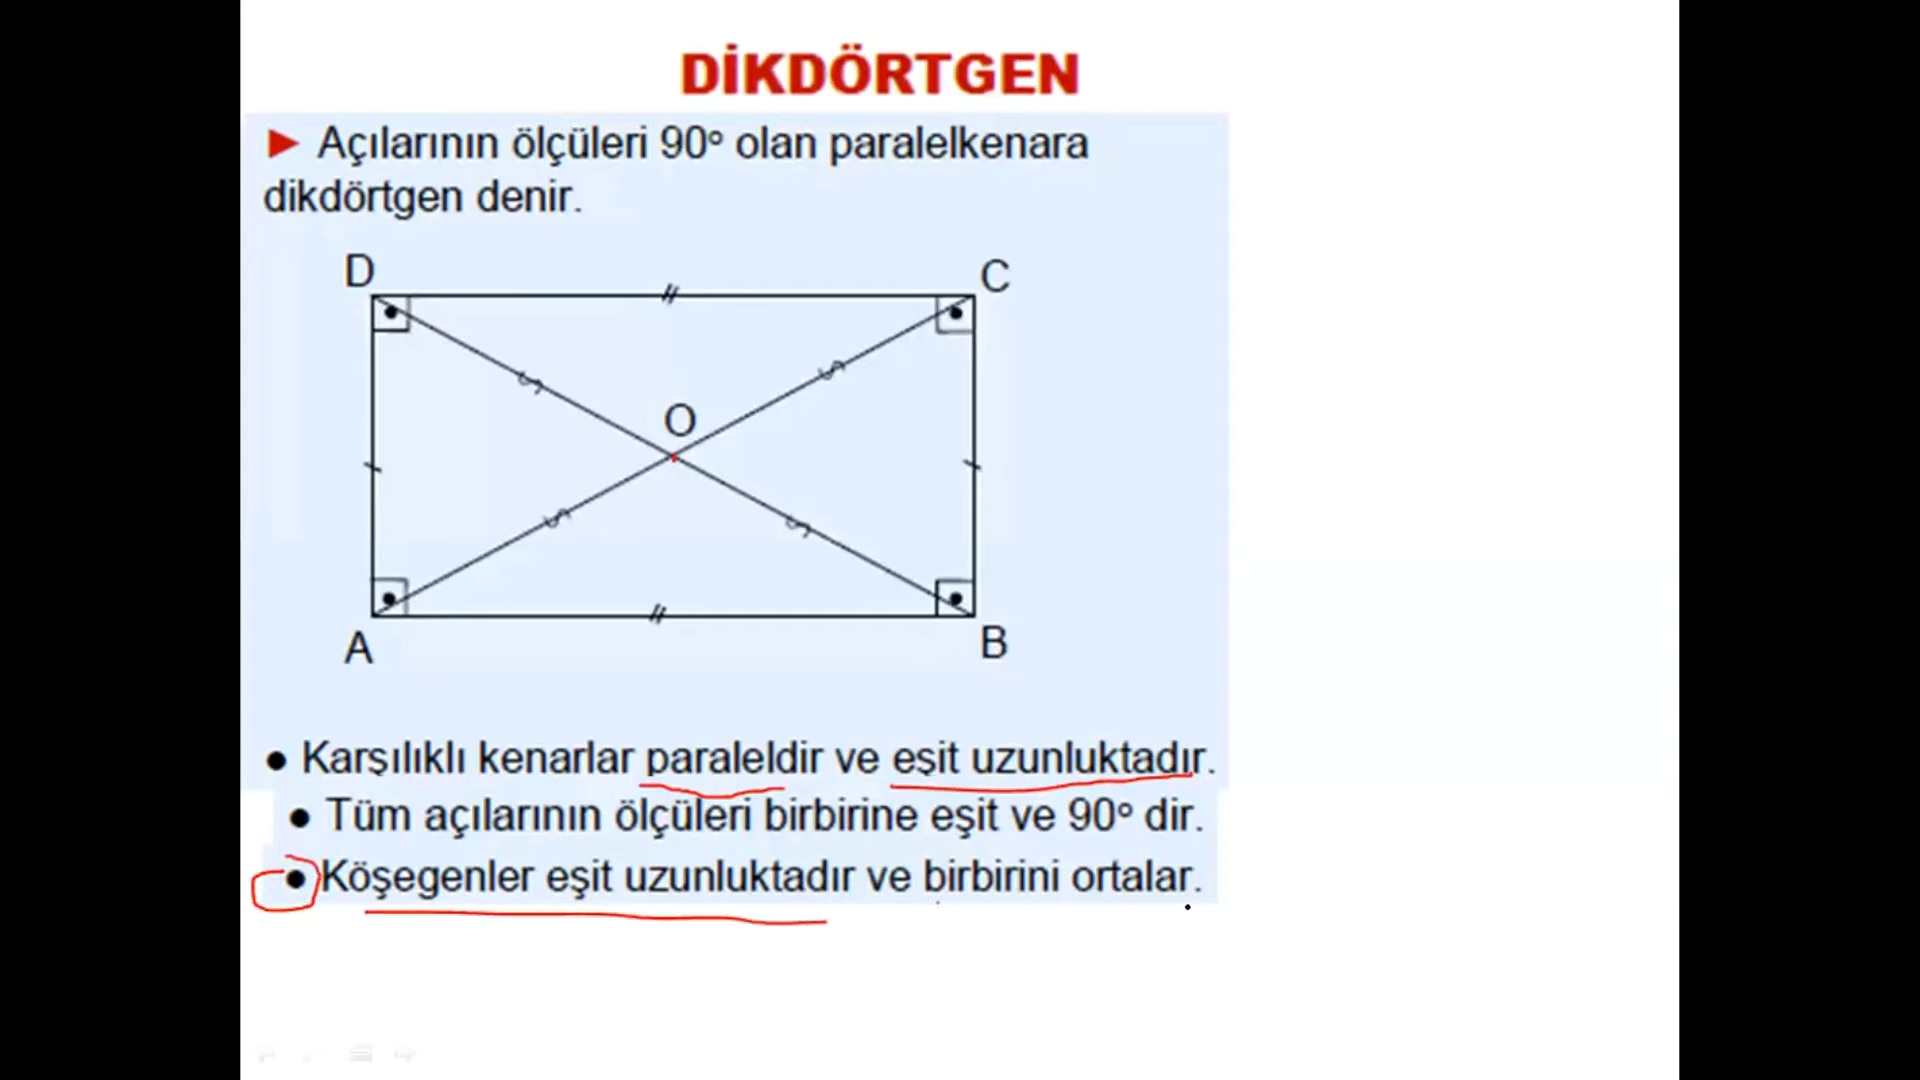 DİKDÖRTGEN
► Açılarının ölçüleri 90° olan paralelkenara
dikdörtgen denir.
D
C
O
A
B
● Karşılıklı kenarlar paraleldir ve eşit uzunluktadır.
● Tüm açılarının ölçüleri birbirine eşit ve 90° dir.
● Köşegenler eşit uzunluktadır ve birbirini ortalar.